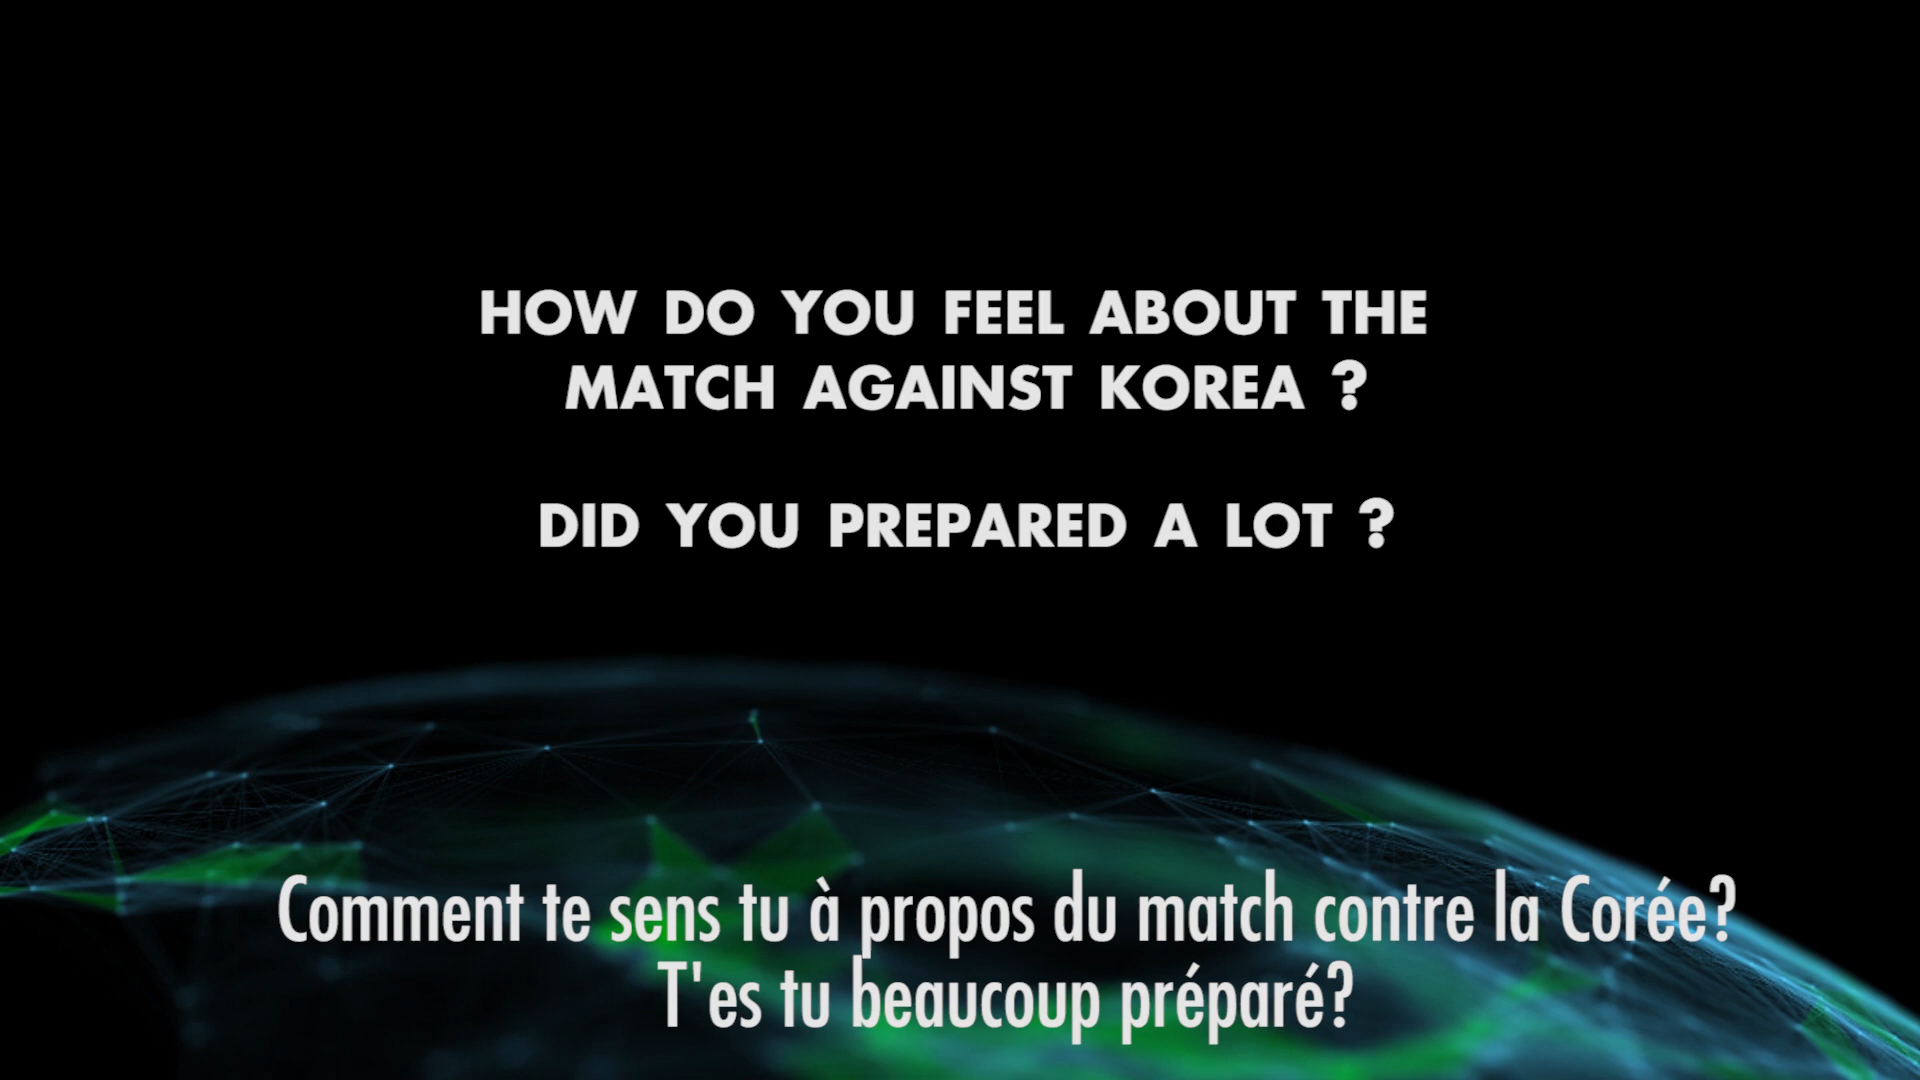 HOW DO YOU FEEL ABOUT THE
MATCH AGAINST KOREA ?
DID YOU PREPARED A LOT ?
Comment te sens tu à propos du match contre la Corée?
T'es tu beaucoup préparé?